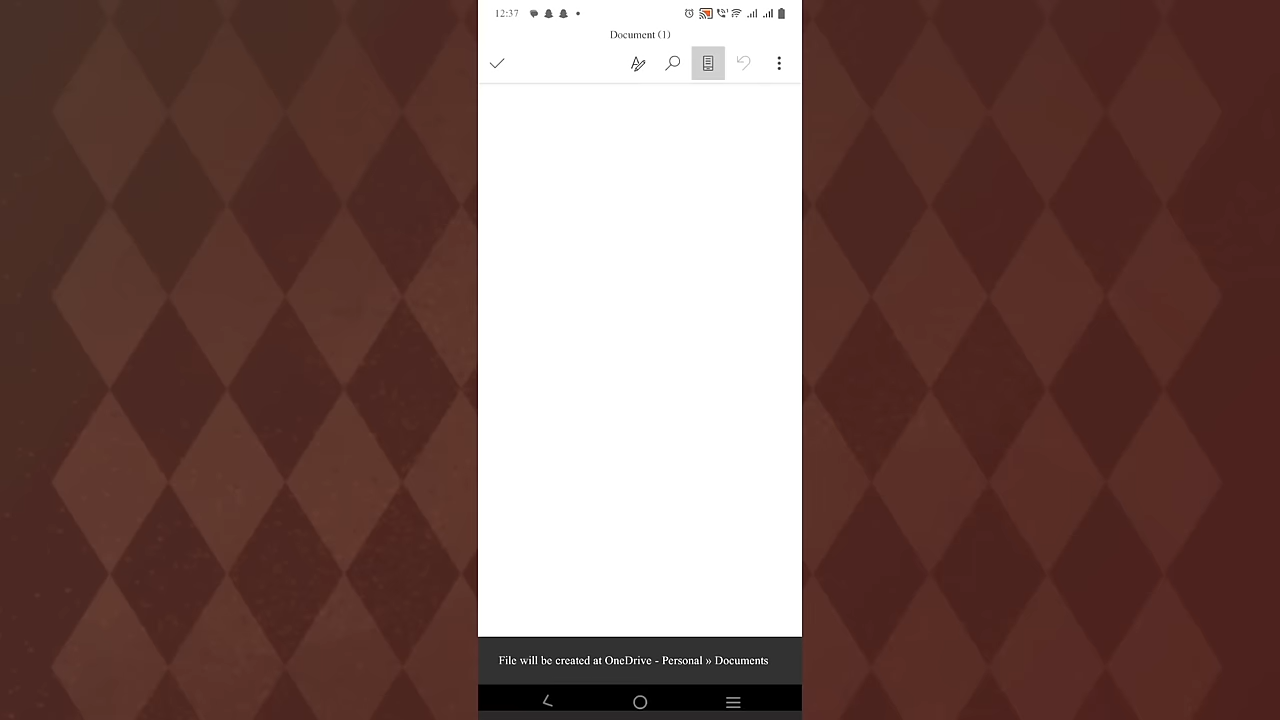 12:37
Document (1)
File will be created at OneDrive - Personal » Documents